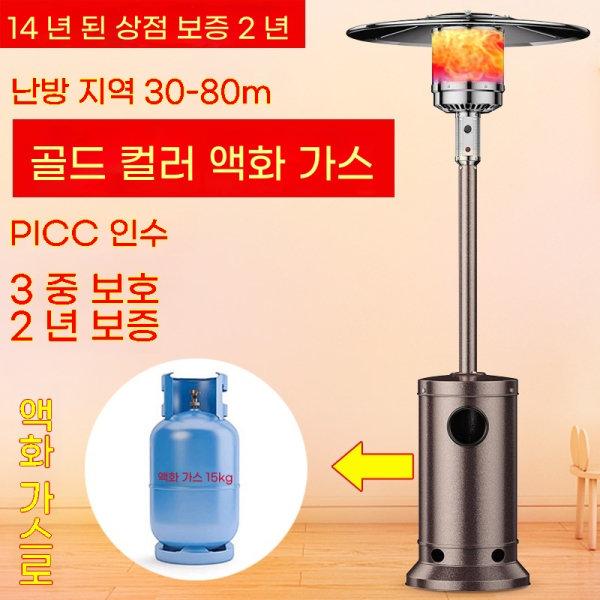 14 년 된 상점 보증 2 년
난방 지역 30-80m
골드 컬러 액화 가스
PICC 인수
3 중 보호
2 년 보증
액화 가스로
액화 가스 15kg